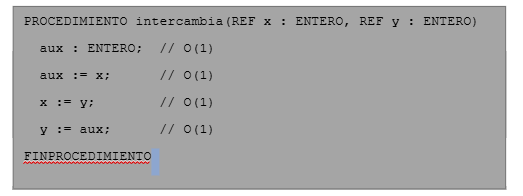 PROCEDIMIENTO intercambia(REF x : ENTERO, REF y : ENTERO)
aux : ENTERO; // O(1)
aux := x; // O(1)
x := y; // O(1)
y := aux; // O(1)
FINPROCEDIMIENTO